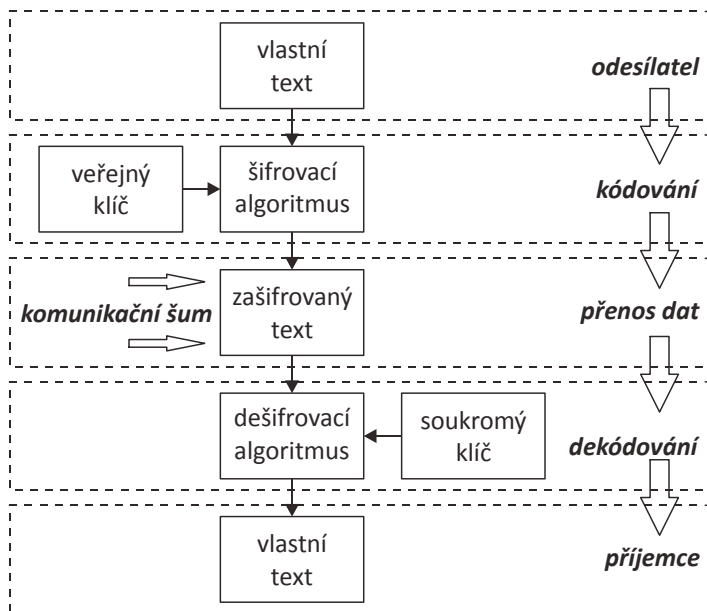 vlastní
text
odesílatel
veřejný
klíč
šifrovací
algoritmus
kódování
komunikační šum
zašifrovaný
text
přenos dat
dešifrovací
algoritmus
soukromý
klíč
dekódování
vlastní
text
příjemce